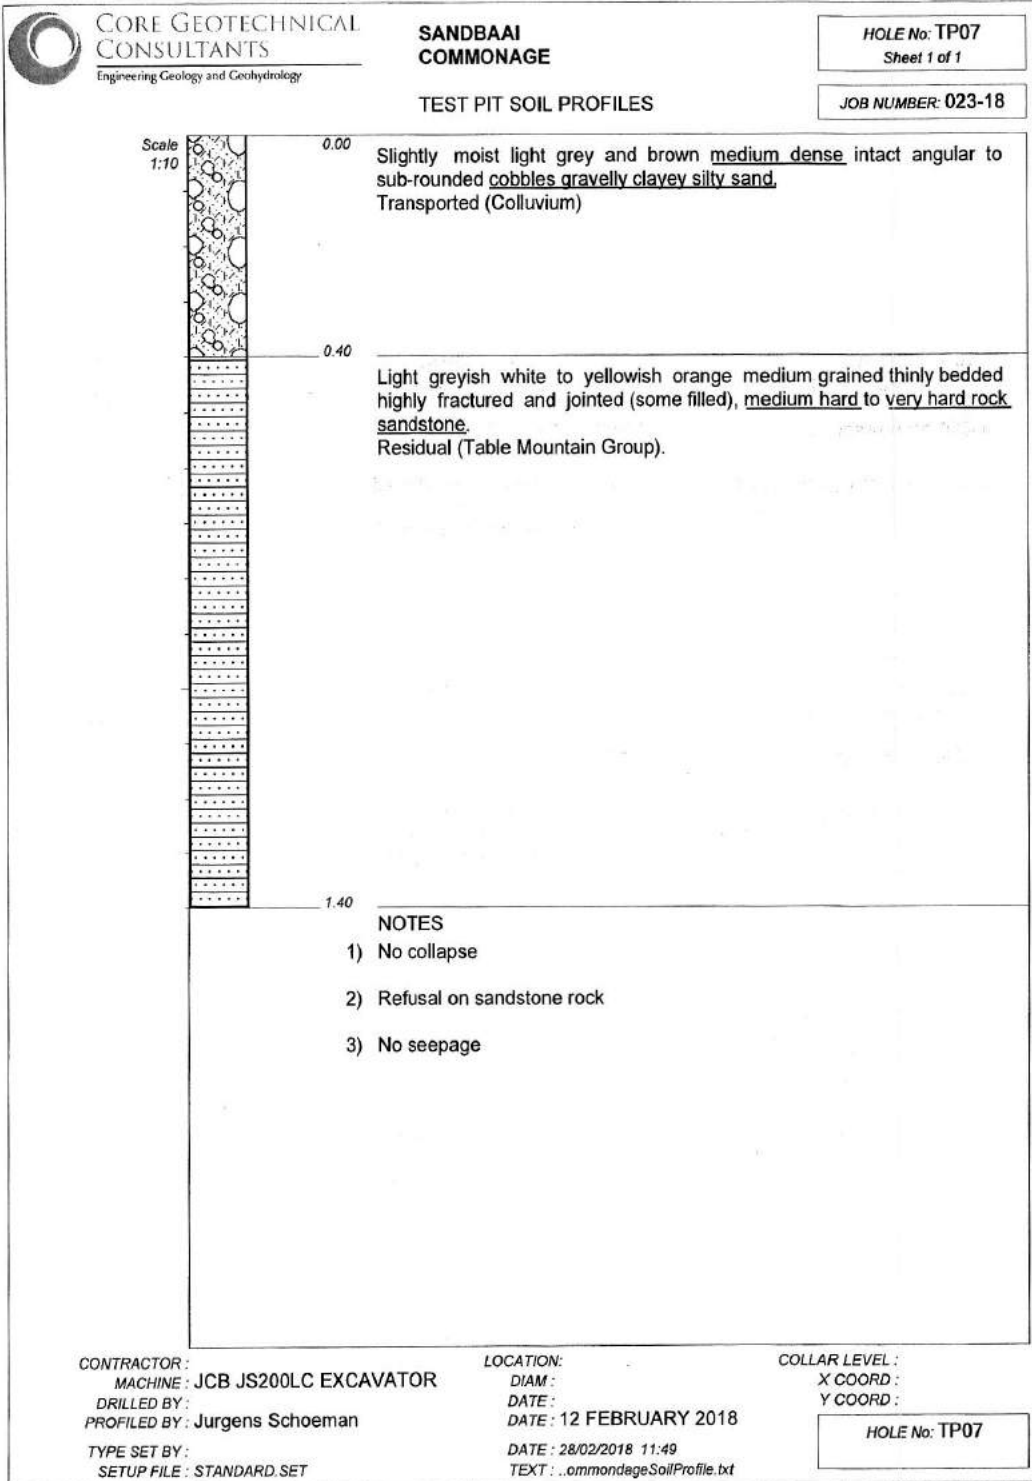 CORE GEOTECHNICAL
CONSULTANTS
Engineering Geology and Geohydrology
SANDBAAI
COMMONAGE
TEST PIT SOIL PROFILES
HOLE No: TP07
Sheet 1 of 1
JOB NUMBER: 023-18
Scale
1:10
0.00
Slightly moist light grey and brown medium dense intact angular to
sub-rounded cobbles gravelly clayey silty sand.
Transported (Colluvium)
0.40
Light greyish white to yellowish orange medium grained thinly bedded
highly fractured and jointed (some filled), medium hard to very hard rock
sandstone.
Residual (Table Mountain Group).
1.40
NOTES
1) No collapse
2) Refusal on sandstone rock
3) No seepage
CONTRACTOR :
MACHINE : JCB JS200LC EXCAVATOR
DRILLED BY :
PROFILED BY : Jurgens Schoeman
TYPE SET BY :
SETUP FILE : STANDARD.SET
LOCATION:
DIAM :
DATE :
DATE : 12 FEBRUARY 2018
DATE : 28/02/2018 11:49
TEXT : ..ommondageSoilProfile.txt
COLLAR LEVEL :
X COORD :
Y COORD :
HOLE No: TP07